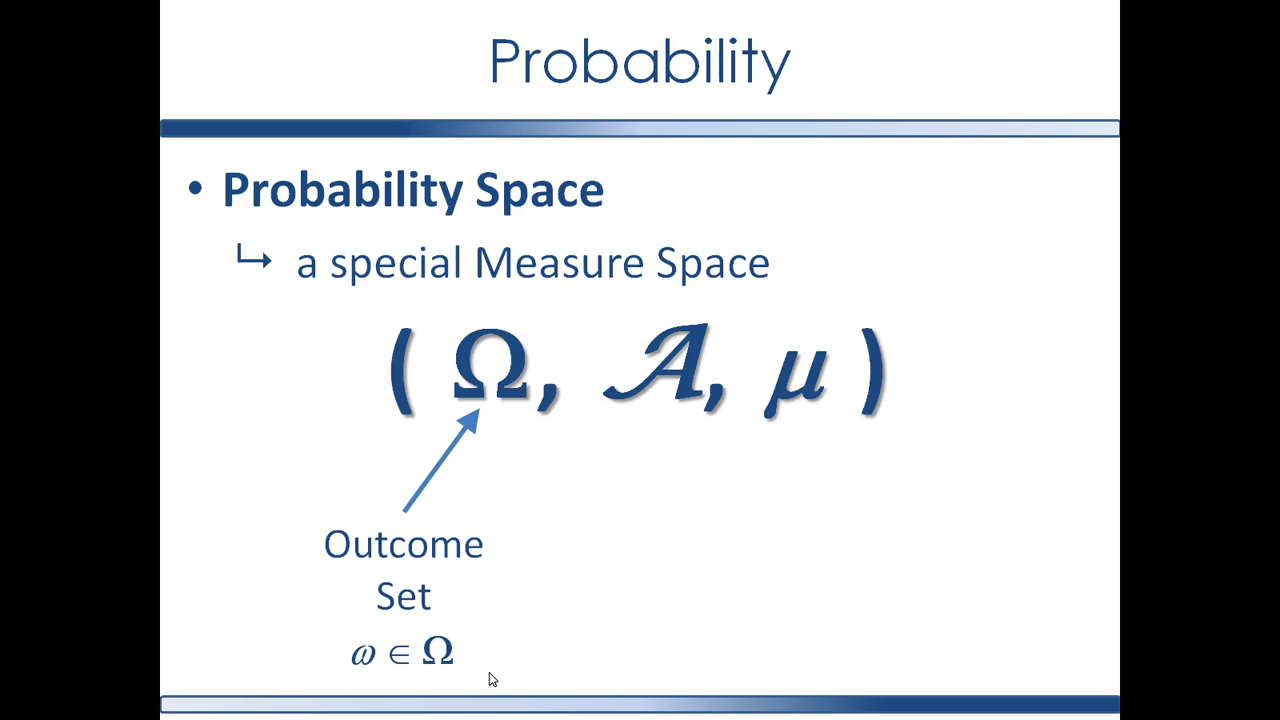 Probability
• Probability Space
↳ a special Measure Space
( Ω, 𝒜, μ )
Outcome
Set
ω ∈ Ω